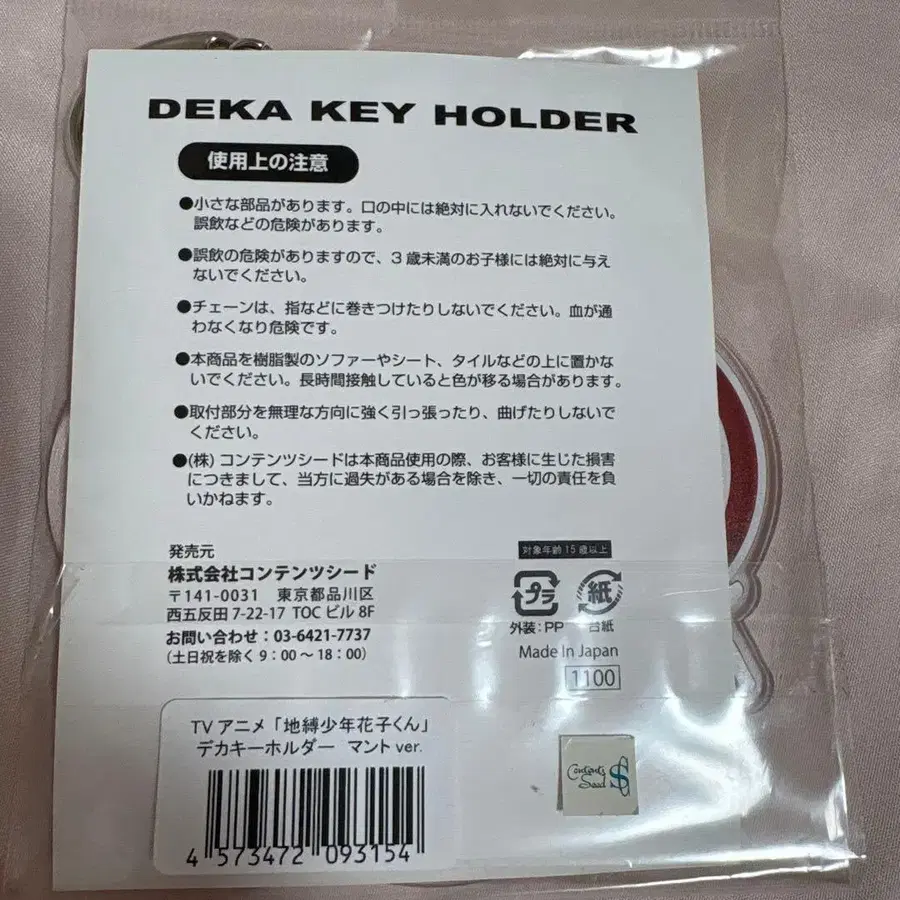 DEKA KEY HOLDER
使用上の注意
●小さな部品があります。口の中には絶対に入れないでください。
誤飲などの危険があります。
●誤飲の危険がありますので、3歳未満のお子様には絶対に与え
ないでください。
●チェーンは、指などに巻きつけたりしないでください。血が通
わなくなり危険です。
●本商品を樹脂製のソファーやシート、タイルなどの上に置かな
いでください。長時間接触していると色が移る場合があります。
●取付部分を無理な方向に強く引っ張ったり、曲げたりしないで
ください。
●(株) コンテンツシードは本商品使用の際、お客様に生じた損害
につきまして、当方に過失がある場合を除き、一切の責任を負
いかねます。
発売元
株式会社コンテンツシード
〒141-0031 東京都品川区
西五反田 7-22-17 TOC ビル 8F
お問い合わせ：03-6421-7737
（土日祝を除く 9：00 〜 18：00）
対象年齢 15 歳以上
プラ 紙
外装：PP 台紙
Made In Japan
1100
TV アニメ「地縛少年花子くん」
デカキーホルダー マント ver.
4 573472 093154
Contents
Seed